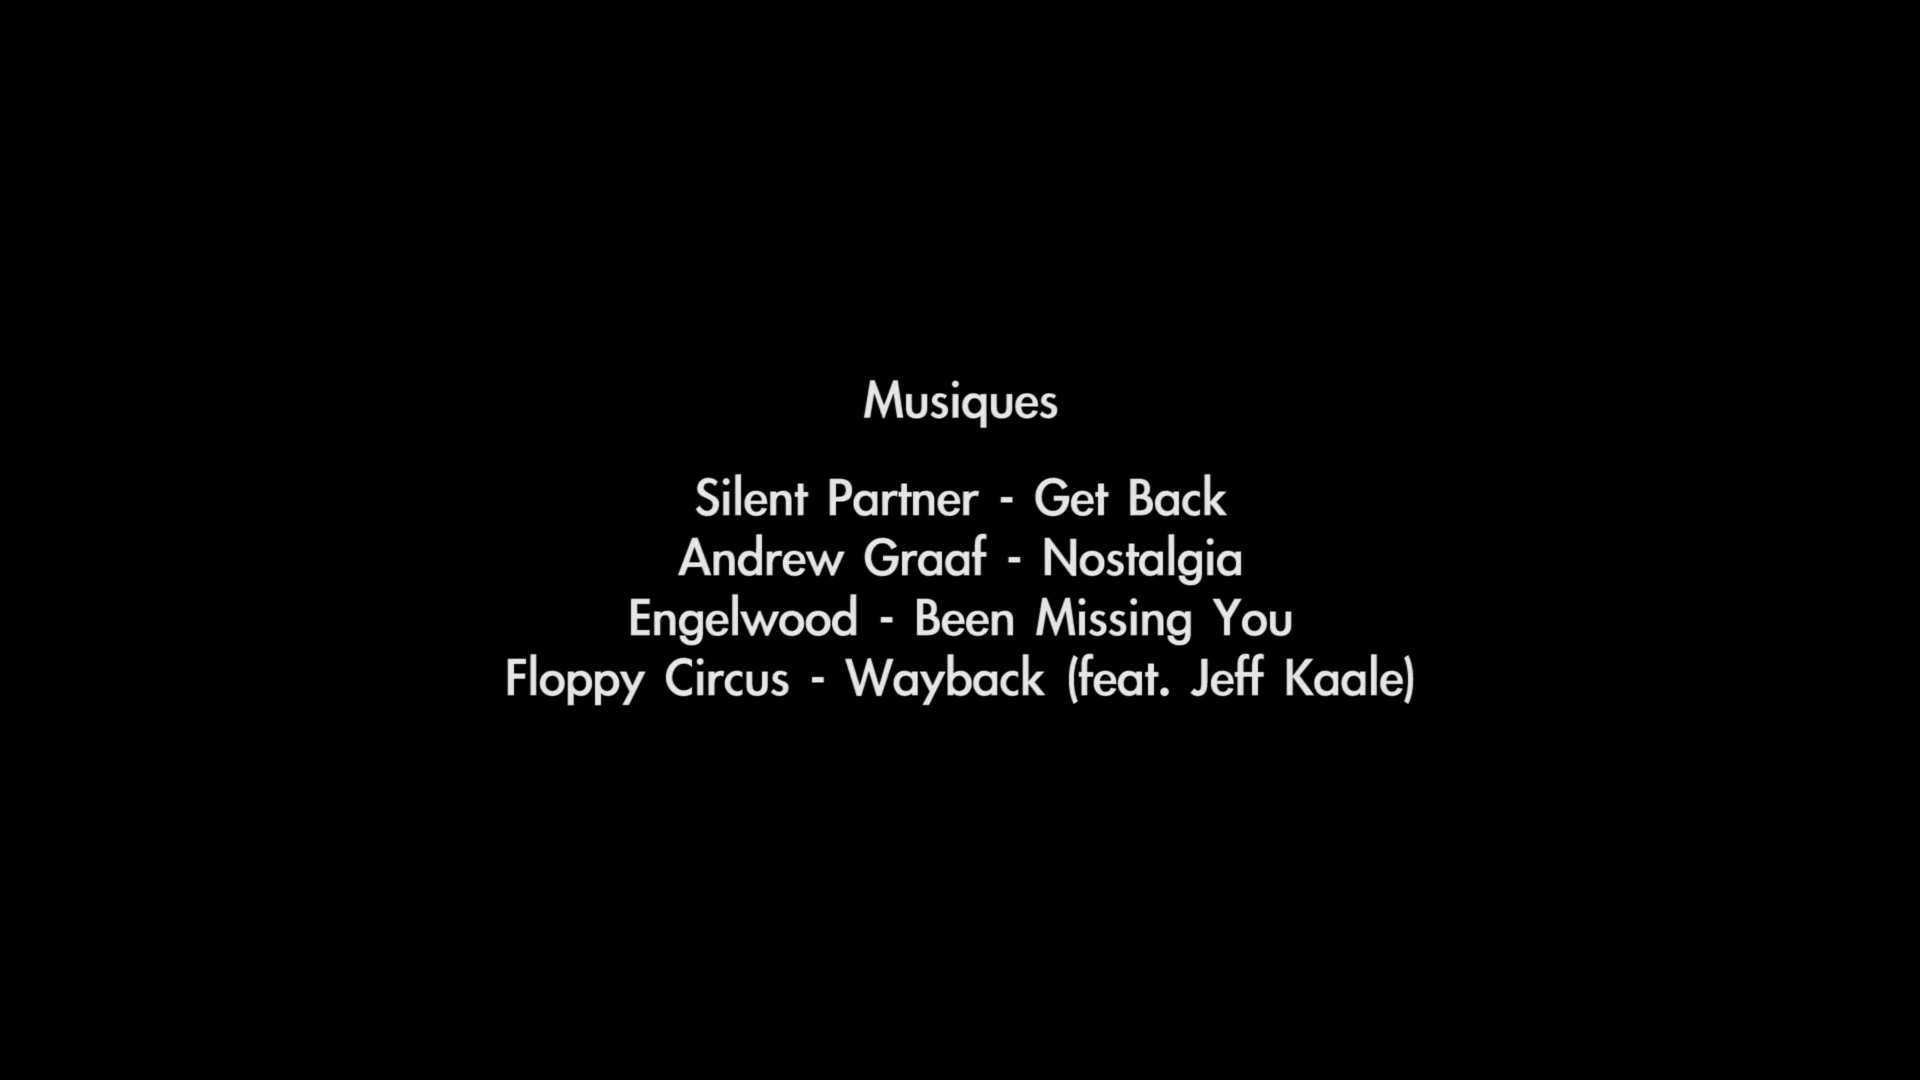 Musiques
Silent Partner - Get Back
Andrew Graaf - Nostalgia
Engelwood - Been Missing You
Floppy Circus - Wayback (feat. Jeff Kaale)